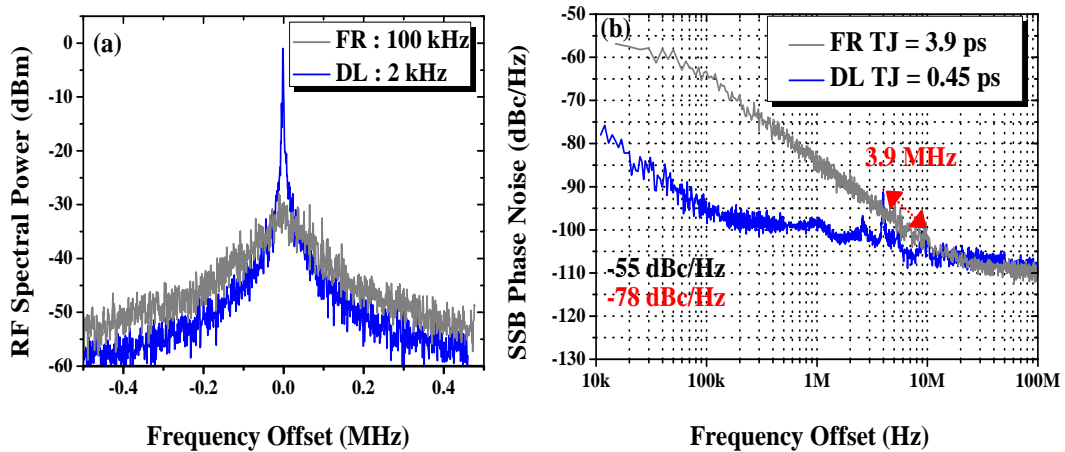 (a)
FR : 100 kHz
DL : 2 kHz
RF Spectral Power (dBm)
0
-10
-20
-30
-40
-50
-60
-0.4
-0.2
0.0
0.2
0.4
Frequency Offset (MHz)
(b)
FR TJ = 3.9 ps
DL TJ = 0.45 ps
3.9 MHz
-55 dBc/Hz
-78 dBc/Hz
SSB Phase Noise (dBc/Hz)
-50
-60
-70
-80
-90
-100
-110
-115
-130
10k
100k
1M
10M
100M
Frequency Offset (Hz)